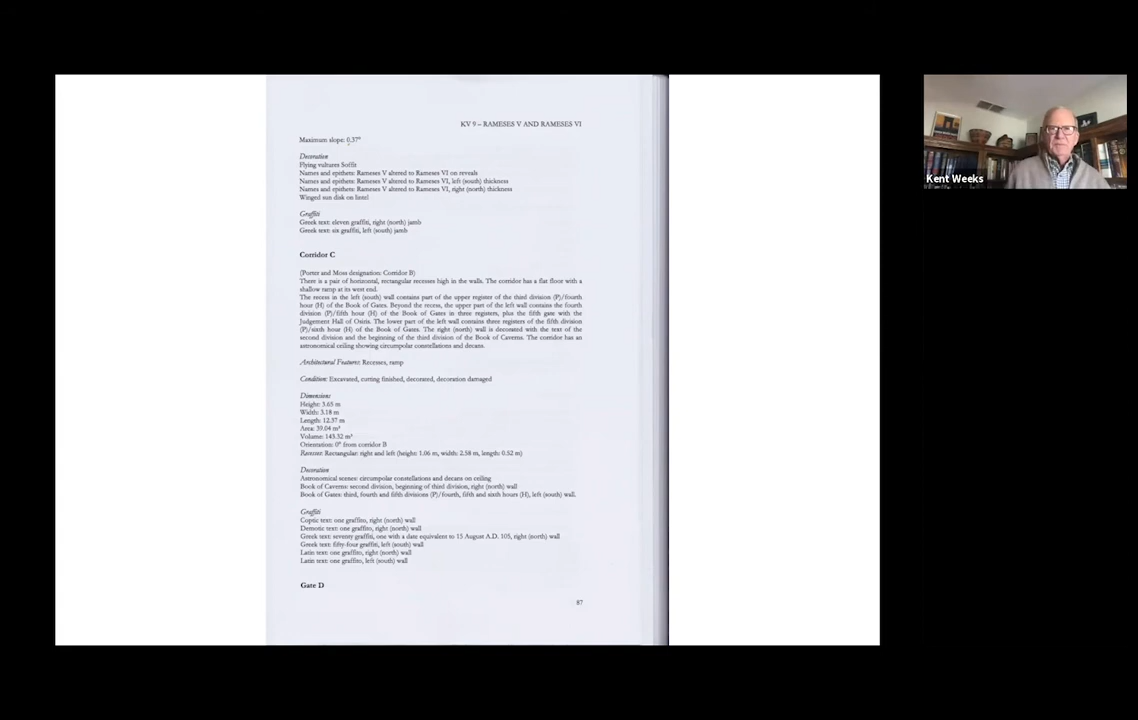 KV 9 – RAMESES V AND RAMESES VI
Maximum slope: 0.37°
Decoration
Flying vultures Soffit
Names and epithets: Rameses V altered to Rameses VI on reveals
Names and epithets: Rameses V altered to Rameses VI, left (south) thickness
Names and epithets: Rameses V altered to Rameses VI, right (north) thickness
Winged sun disk on lintel
Graffiti
Greek text: eleven graffiti, right (north) jamb
Greek text: six graffiti, left (south) jamb
Corridor C
(Porter and Moss designation: Corridor B)
There is a pair of horizontal, rectangular recesses high in the walls. The corridor has a flat floor with a
shallow ramp at its west end.
The recess in the left (south) wall contains part of the upper register of the third division (P)/fourth
hour (H) of the Book of Gates. Beyond the recess, the upper part of the left wall contains the fourth
division (P)/fifth hour (H) of the Book of Gates in three registers, plus the fifth gate with the
Judgement Hall of Osiris. The lower part of the left wall contains three registers of the fifth division
(P)/sixth hour (H) of the Book of Gates. The right (north) wall is decorated with the text of the
second division and the beginning of the third division of the Book of Caverns. The corridor has an
astronomical ceiling showing circumpolar constellations and decans.
Architectural Features: Recesses, ramp
Condition: Excavated, cutting finished, decorated, decoration damaged
Dimensions
Height: 3.65 m
Width: 3.18 m
Length: 12.37 m
Area: 39.04 m²
Volume: 143.32 m³
Orientation: 0° from corridor B
Recesses: Rectangular: right and left (height: 1.06 m, width: 2.58 m, length: 0.52 m)
Decoration
Astronomical scenes: circumpolar constellations and decans on ceiling
Book of Caverns: second division, beginning of third division, right (north) wall
Book of Gates: third, fourth and fifth divisions (P)/fourth, fifth and sixth hours (H), left (south) wall.
Graffiti
Coptic text: one graffito, right (north) wall
Demotic text: one graffito, right (north) wall
Greek text: seventy graffiti, one with a date equivalent to 15 August A.D. 105, right (north) wall
Greek text: fifty-four graffiti, left (south) wall
Latin text: one graffito, right (north) wall
Latin text: one graffito, left (south) wall
Gate D
87
Kent Weeks